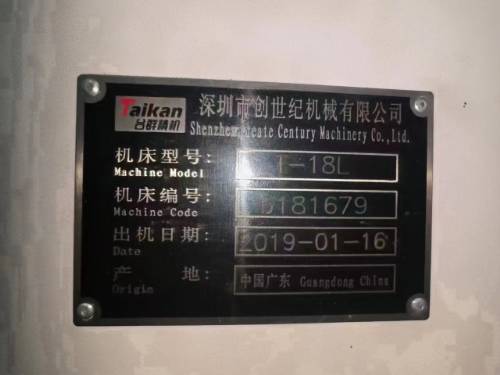 Taikan
台群精机
深圳市创世纪机械有限公司
Shenzhen Create Century Machinery Co.,Ltd.
机床型号:
-18L
Machine Model
机床编号:
181679
Machine Code
出机日期: 2019-01-16
Date
产 地: 中国广东 Guangdong China
Origin